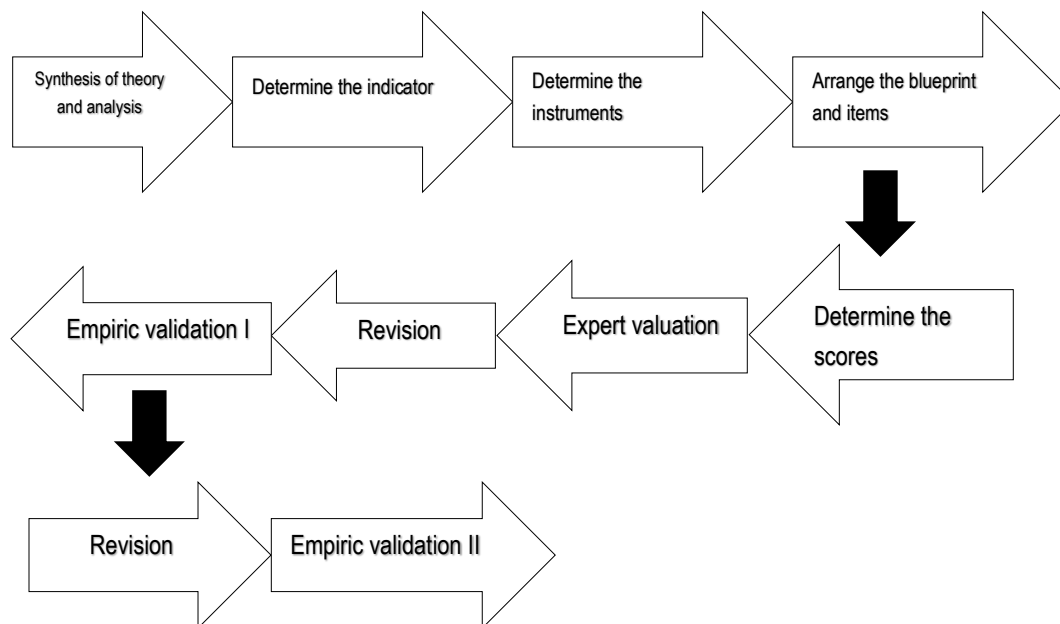 Synthesis of theory
and analysis
Determine the indicator
Determine the
instruments
Arrange the blueprint
and items
Determine the
scores
Expert valuation
Revision
Empiric validation I
Revision
Empiric validation II